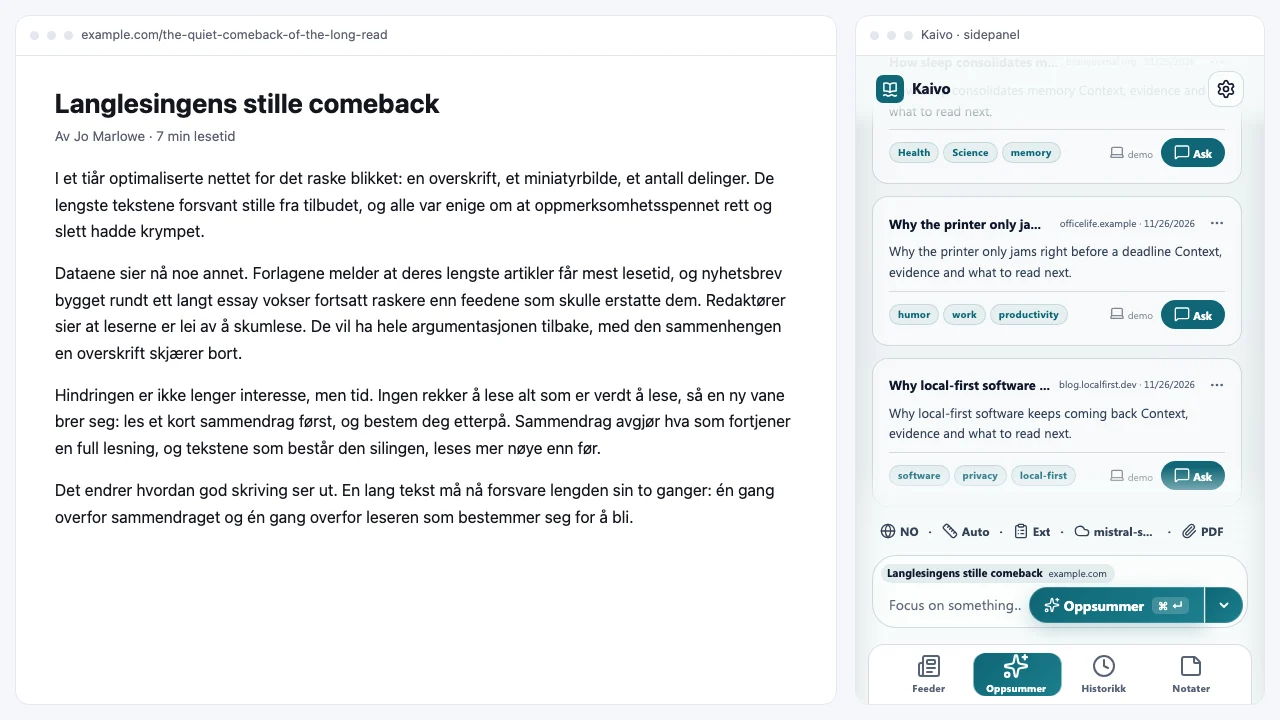 example.com/the-quiet-comeback-of-the-long-read
Langlesingens stille comeback
Av Jo Marlowe · 7 min lesetid
I et tiår optimaliserte nettet for det raske blikket: en overskrift, et miniatyrbilde, et antall delinger. De
lengste tekstene forsvant stille fra tilbudet, og alle var enige om at oppmerksomhetsspennet rett og
slett hadde krympet.
Dataene sier nå noe annet. Forlagene melder at deres lengste artikler får mest lesetid, og nyhetsbrev
bygget rundt ett langt essay vokser fortsatt raskere enn feedene som skulle erstatte dem. Redaktører
sier at leserne er lei av å skumlese. De vil ha hele argumentasjonen tilbake, med den sammenhengen
en overskrift skjærer bort.
Hindringen er ikke lenger interesse, men tid. Ingen rekker å lese alt som er verdt å lese, så en ny vane
brer seg: les et kort sammendrag først, og bestem deg etterpå. Sammendrag avgjør hva som fortjener
en full lesning, og tekstene som består den silingen, leses mer nøye enn før.
Det endrer hvordan god skriving ser ut. En lang tekst må nå forsvare lengden sin to ganger: én gang
overfor sammendraget og én gang overfor leseren som bestemmer seg for å bli.
Kaivo · sidepanel
How sleep consolidates m... 11/25/2026
Kaivo
consolidates memory Context, evidence and
what to read next.
Health Science memory demo Ask
Why the printer only ja... officelife.example · 11/26/2026
Why the printer only jams right before a deadline Context,
evidence and what to read next.
humor work productivity demo Ask
Why local-first software ... blog.localfirst.dev · 11/26/2026
Why local-first software keeps coming back Context,
evidence and what to read next.
software privacy local-first demo Ask
NO · Auto · Ext · mistral-s... · PDF
Langlesingens stille comeback example.com
Focus on something.. Oppsummer ⌘ ↵
Feeder Oppsummer Historikk Notater